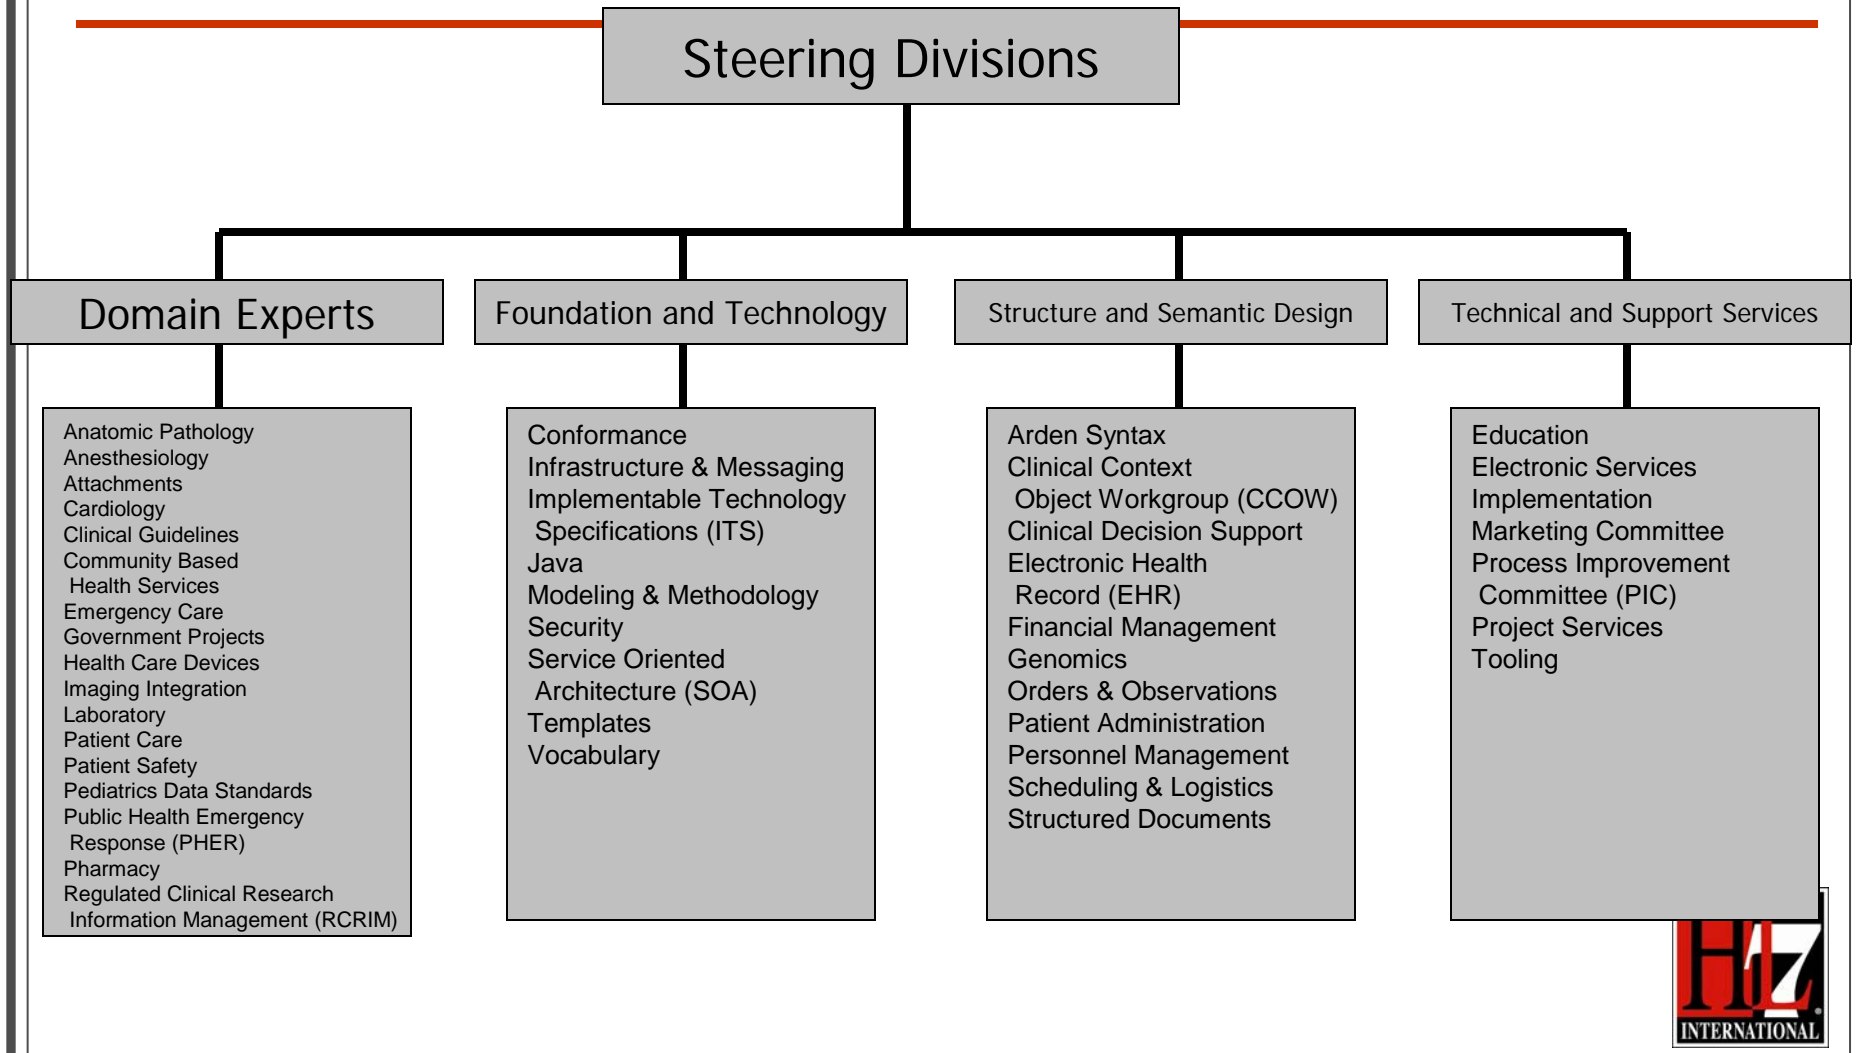 Steering Divisions
Domain Experts
Anatomic Pathology
Anesthesiology
Attachments
Cardiology
Clinical Guidelines
Community Based
Health Services
Emergency Care
Government Projects
Health Care Devices
Imaging Integration
Laboratory
Patient Care
Patient Safety
Pediatrics Data Standards
Public Health Emergency
Response (PHER)
Pharmacy
Regulated Clinical Research
Information Management (RCRIM)
Foundation and Technology
Conformance
Infrastructure & Messaging
Implementable Technology
Specifications (ITS)
Java
Modeling & Methodology
Security
Service Oriented
Architecture (SOA)
Templates
Vocabulary
Structure and Semantic Design
Arden Syntax
Clinical Context
Object Workgroup (CCOW)
Clinical Decision Support
Electronic Health
Record (EHR)
Financial Management
Genomics
Orders & Observations
Patient Administration
Personnel Management
Scheduling & Logistics
Structured Documents
Technical and Support Services
Education
Electronic Services
Implementation
Marketing Committee
Process Improvement
Committee (PIC)
Project Services
Tooling
HL7®
INTERNATIONAL